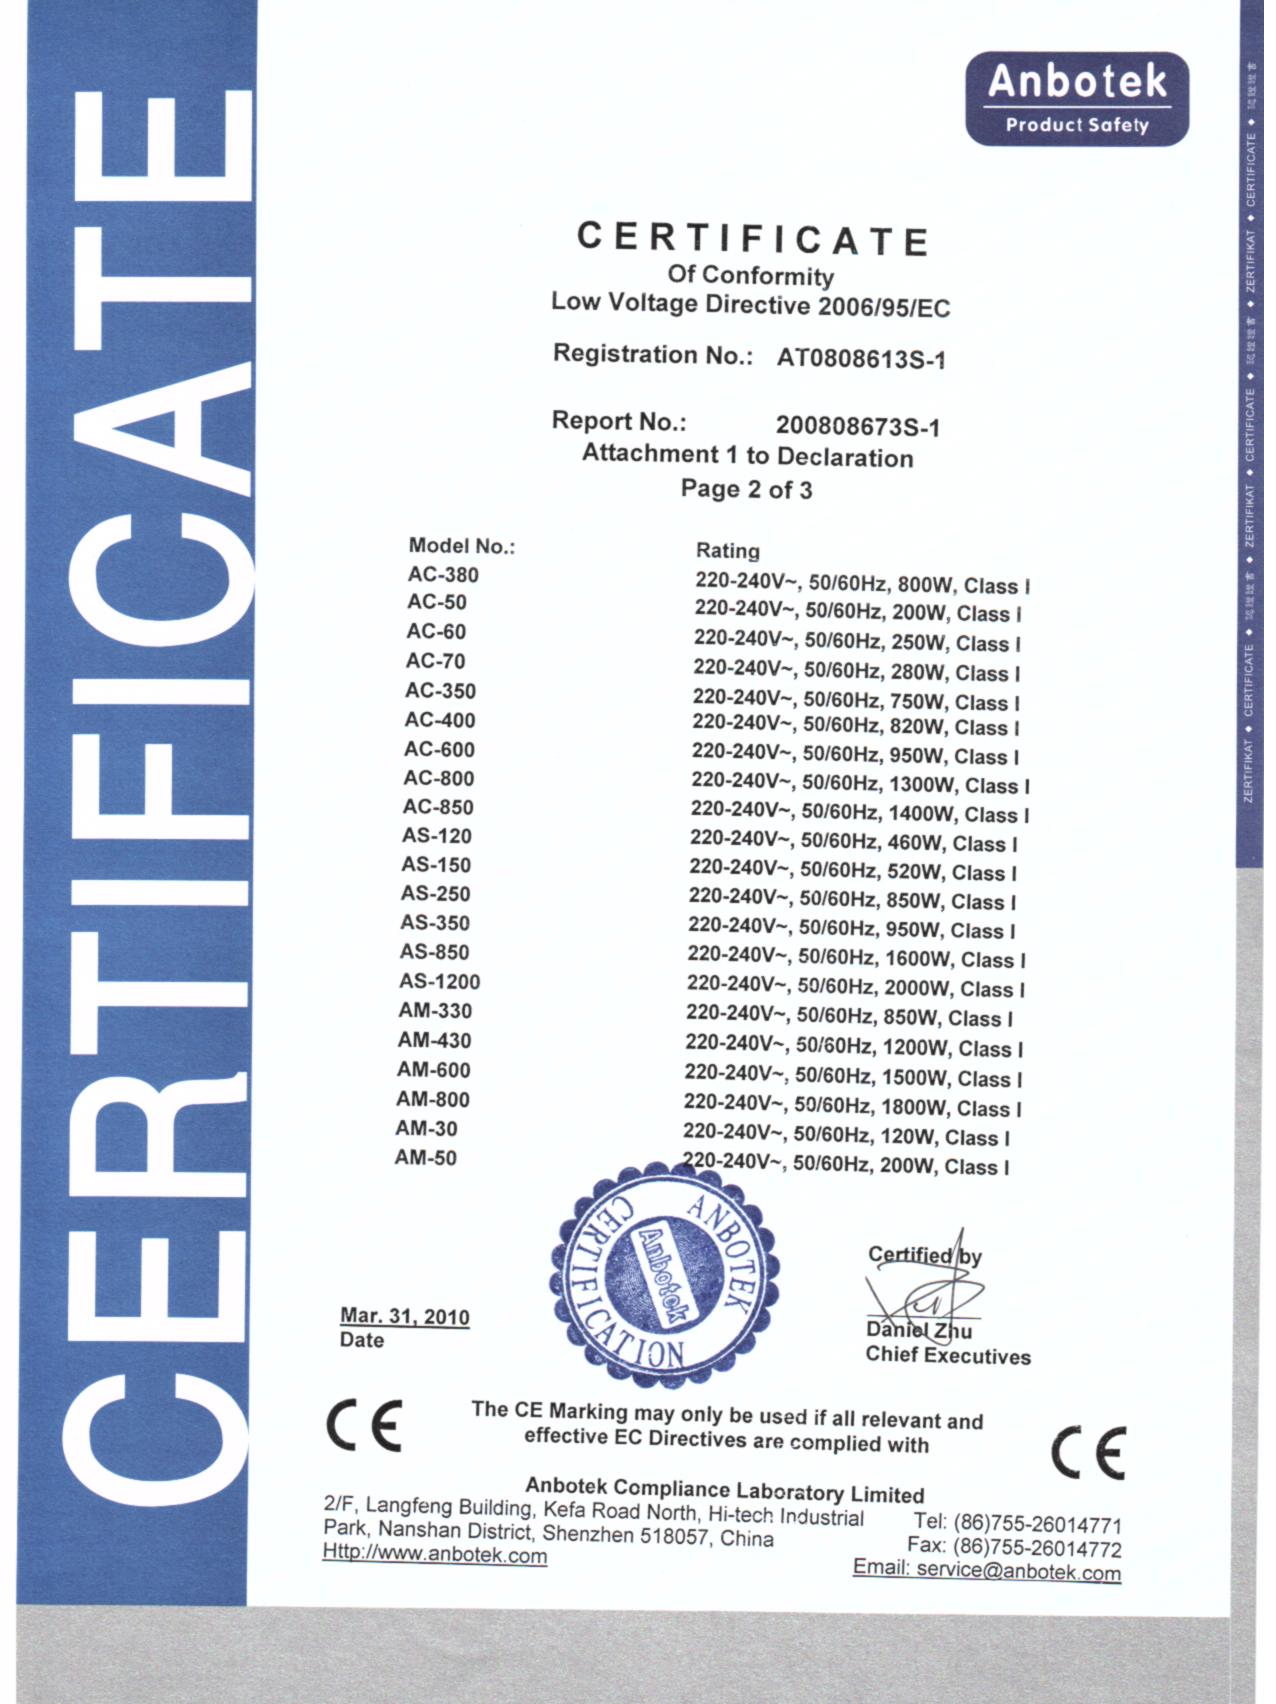 CERTIFICATE
Anbotek
Product Safety
CERTIFICATE
Of Conformity
Low Voltage Directive 2006/95/EC
Registration No.: AT0808613S-1
Report No.: 200808673S-1
Attachment 1 to Declaration
Page 2 of 3
Model No.: Rating
AC-380 220-240V~, 50/60Hz, 800W, Class I
AC-50 220-240V~, 50/60Hz, 200W, Class I
AC-60 220-240V~, 50/60Hz, 250W, Class I
AC-70 220-240V~, 50/60Hz, 280W, Class I
AC-350 220-240V~, 50/60Hz, 750W, Class I
AC-400 220-240V~, 50/60Hz, 820W, Class I
AC-600 220-240V~, 50/60Hz, 950W, Class I
AC-800 220-240V~, 50/60Hz, 1300W, Class I
AC-850 220-240V~, 50/60Hz, 1400W, Class I
AS-120 220-240V~, 50/60Hz, 460W, Class I
AS-150 220-240V~, 50/60Hz, 520W, Class I
AS-250 220-240V~, 50/60Hz, 850W, Class I
AS-350 220-240V~, 50/60Hz, 950W, Class I
AS-850 220-240V~, 50/60Hz, 1600W, Class I
AS-1200 220-240V~, 50/60Hz, 2000W, Class I
AM-330 220-240V~, 50/60Hz, 850W, Class I
AM-430 220-240V~, 50/60Hz, 1200W, Class I
AM-600 220-240V~, 50/60Hz, 1500W, Class I
AM-800 220-240V~, 50/60Hz, 1800W, Class I
AM-30 220-240V~, 50/60Hz, 120W, Class I
AM-50 220-240V~, 50/60Hz, 200W, Class I
ANBOTEK
Anbotek
CERTIFICATION
Certified by
Mar. 31, 2010
Date
Daniel Zhu
Chief Executives
CE
The CE Marking may only be used if all relevant and
effective EC Directives are complied with
CE
Anbotek Compliance Laboratory Limited
2/F, Langfeng Building, Kefa Road North, Hi-tech Industrial
Park, Nanshan District, Shenzhen 518057, China
Http://www.anbotek.com
Tel: (86)755-26014771
Fax: (86)755-26014772
Email: service@anbotek.com
ZERTIFIKAT ◆ CERTIFICATE ◆ ZERTIFIKAT ◆ CERTIFICATE ◆ ZERTIFIKAT ◆ CERTIFICATE ◆